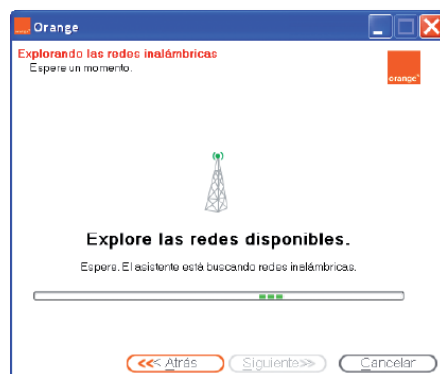 Orange
Explorando las redes inalámbricas
Espere un momento.
orange™
Explore las redes disponibles.
Espere. El asistente está buscando redes inalámbricas.
<<< Atrás
Siguiente>>
Cancelar